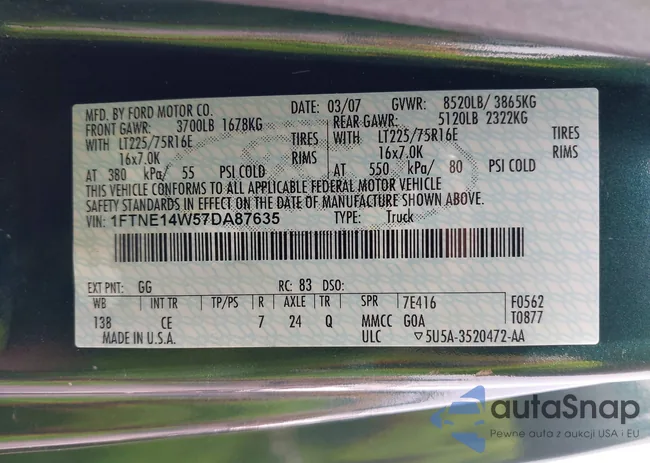 MFD. BY FORD MOTOR CO. DATE: 03/07 GVWR: 8520LB/ 3865KG
FRONT GAWR: 3700LB 1678KG REAR GAWR: 5120LB 2322KG
WITH LT225/75R16E TIRES WITH LT225/75R16E TIRES
16x7.0K RIMS 16x7.0K RIMS
AT 380 kPa/ 55 PSI COLD AT 550 kPa/ 80 PSI COLD
THIS VEHICLE CONFORMS TO ALL APPLICABLE FEDERAL MOTOR VEHICLE
SAFETY STANDARDS IN EFFECT ON THE DATE OF MANUFACTURE SHOWN ABOVE.
VIN: 1FTNE14W57DA87635 TYPE: Truck
EXT PNT: GG RC: 83 DSO:
WB INT TR TP/PS R AXLE TR SPR 7E416 F0562
138 CE 7 24 Q MMCC GOA T0877
MADE IN U.S.A. ULC ▽5U5A-3520472-AA
autaSnap
Pewne auta z aukcji USA i EU